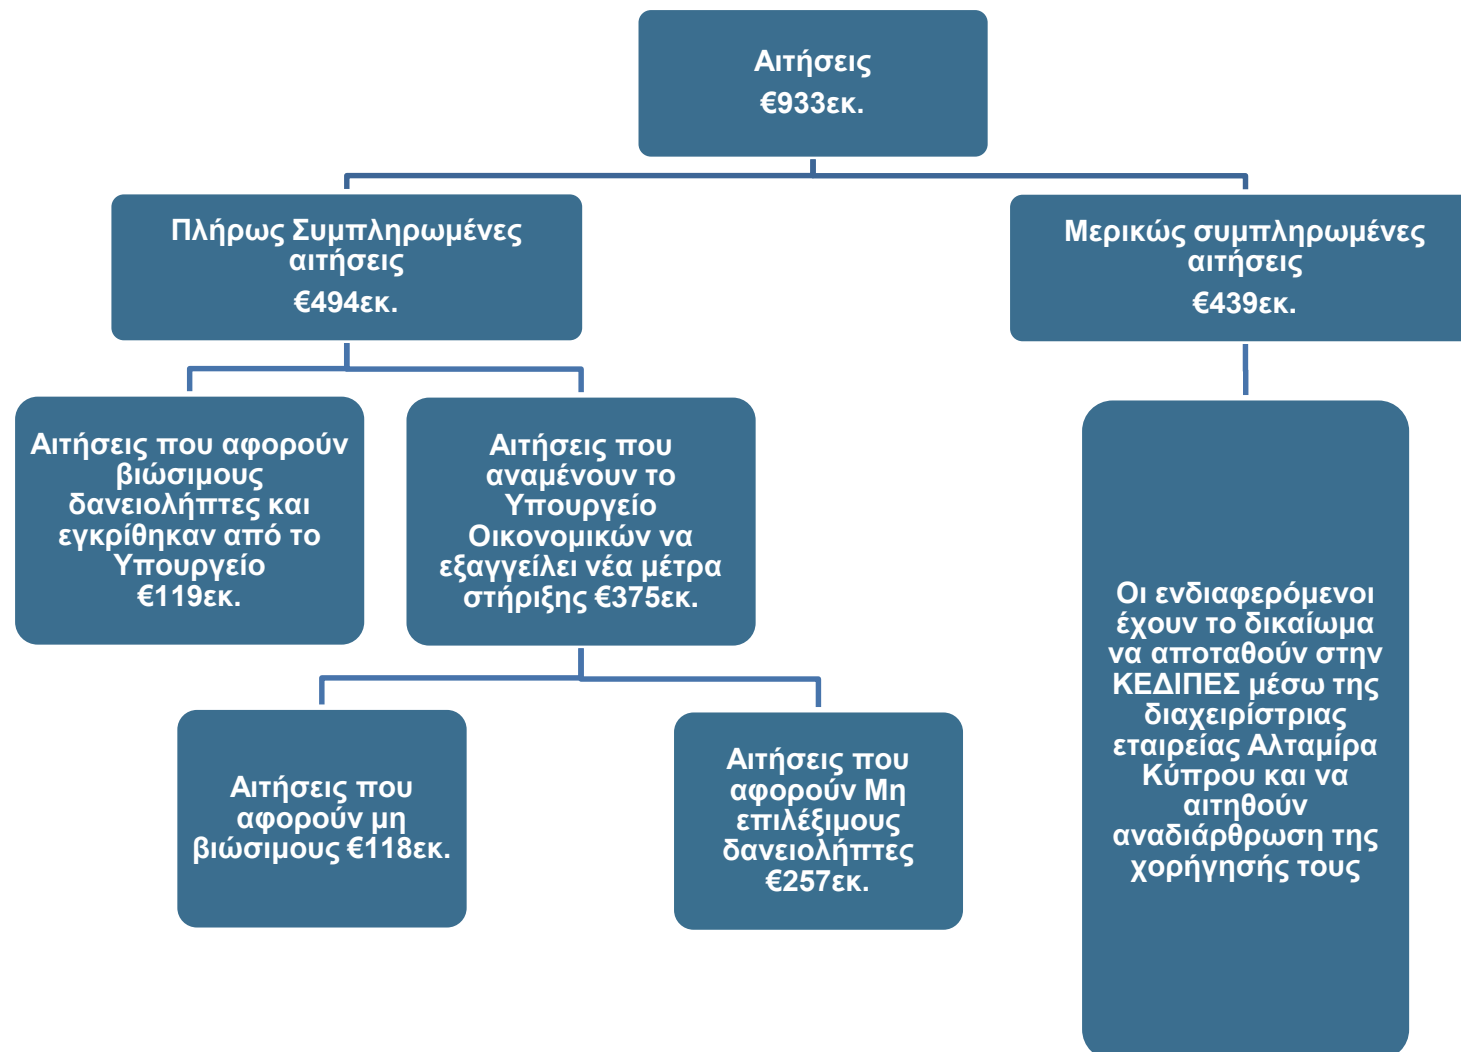 Αιτήσεις
€933εκ.
Πλήρως Συμπληρωμένες
αιτήσεις
€494εκ.
Μερικώς συμπληρωμένες
αιτήσεις
€439εκ.
Αιτήσεις που αφορούν
βιώσιμους
δανειολήπτες και
εγκρίθηκαν από το
Υπουργείο
€119εκ.
Αιτήσεις που
αναμένουν το
Υπουργείο
Οικονομικών να
εξαγγείλει νέα μέτρα
στήριξης €375εκ.
Αιτήσεις που
αφορούν μη
βιώσιμους €118εκ.
Αιτήσεις που
αφορούν Μη
επιλέξιμους
δανειολήπτες
€257εκ.
Οι ενδιαφερόμενοι
έχουν το δικαίωμα
να αποταθούν στην
ΚΕΔΙΠΕΣ μέσω της
διαχειρίστριας
εταιρείας Αλταμίρα
Κύπρου και να
αιτηθούν
αναδιάρθρωση της
χορήγησής τους